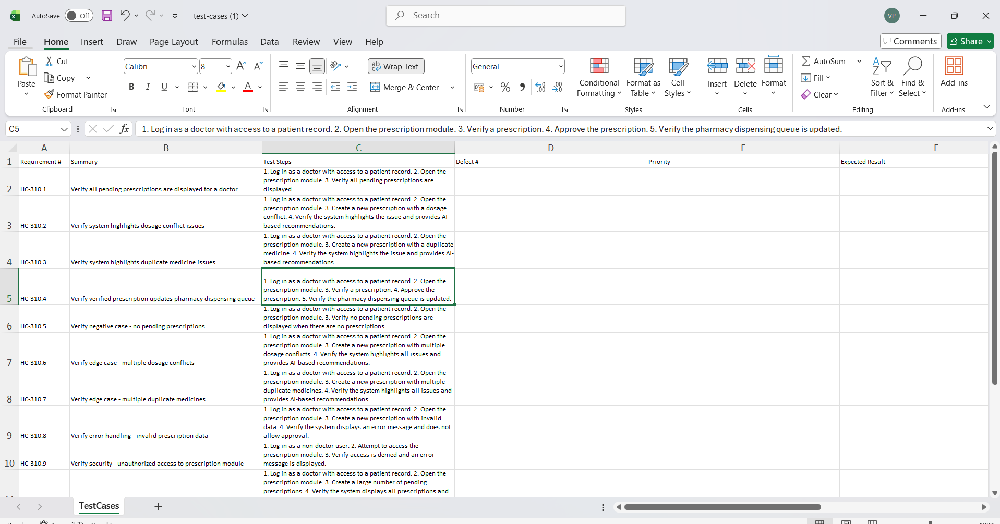 AutoSave Off test-cases (1) Search VP
File Home Insert Draw Page Layout Formulas Data Review View Help Comments Share
Paste Cut Copy Format Painter Clipboard
Calibri 8 A A B I U A Font
Wrap Text Merge & Center Alignment
General % Number
Conditional Formatting Format as Table Cell Styles Styles
Insert Delete Format Cells
AutoSum Fill Clear Sort & Filter Find & Select Editing
Add-ins Add-ins
C5 fx 1. Log in as a doctor with access to a patient record. 2. Open the prescription module. 3. Verify a prescription. 4. Approve the prescription. 5. Verify the pharmacy dispensing queue is updated.
A B C D E F
1 Requirement # Summary Test Steps Defect # Priority Expected Result
1. Log in as a doctor with access to a patient record. 2. Open the
prescription module. 3. Verify all pending prescriptions are
2 HC-310.1 Verify all pending prescriptions are displayed for a doctor displayed.
1. Log in as a doctor with access to a patient record. 2. Open the
prescription module. 3. Create a new prescription with a dosage
conflict. 4. Verify the system highlights the issue and provides AI-
3 HC-310.2 Verify system highlights dosage conflict issues based recommendations.
1. Log in as a doctor with access to a patient record. 2. Open the
prescription module. 3. Create a new prescription with a duplicate
medicine. 4. Verify the system highlights the issue and provides AI-
4 HC-310.3 Verify system highlights duplicate medicine issues based recommendations.
1. Log in as a doctor with access to a patient record. 2. Open the
prescription module. 3. Verify a prescription. 4. Approve the
5 HC-310.4 Verify verified prescription updates pharmacy dispensing queue prescription. 5. Verify the pharmacy dispensing queue is updated.
1. Log in as a doctor with access to a patient record. 2. Open the
prescription module. 3. Verify no pending prescriptions are
6 HC-310.5 Verify negative case - no pending prescriptions displayed when there are no prescriptions.
1. Log in as a doctor with access to a patient record. 2. Open the
prescription module. 3. Create a new prescription with multiple
dosage conflicts. 4. Verify the system highlights all issues and
7 HC-310.6 Verify edge case - multiple dosage conflicts provides AI-based recommendations.
1. Log in as a doctor with access to a patient record. 2. Open the
prescription module. 3. Create a new prescription with multiple
duplicate medicines. 4. Verify the system highlights all issues and
8 HC-310.7 Verify edge case - multiple duplicate medicines provides AI-based recommendations.
1. Log in as a doctor with access to a patient record. 2. Open the
prescription module. 3. Create a new prescription with invalid
data. 4. Verify the system displays an error message and does not
9 HC-310.8 Verify error handling - invalid prescription data allow approval.
1. Log in as a non-doctor user. 2. Attempt to access the
prescription module. 3. Verify access is denied and an error
10 HC-310.9 Verify security - unauthorized access to prescription module message is displayed.
1. Log in as a doctor with access to a patient record. 2. Open the
prescription module. 3. Create a large number of pending
prescriptions. 4. Verify the system displays all prescriptions and
TestCases